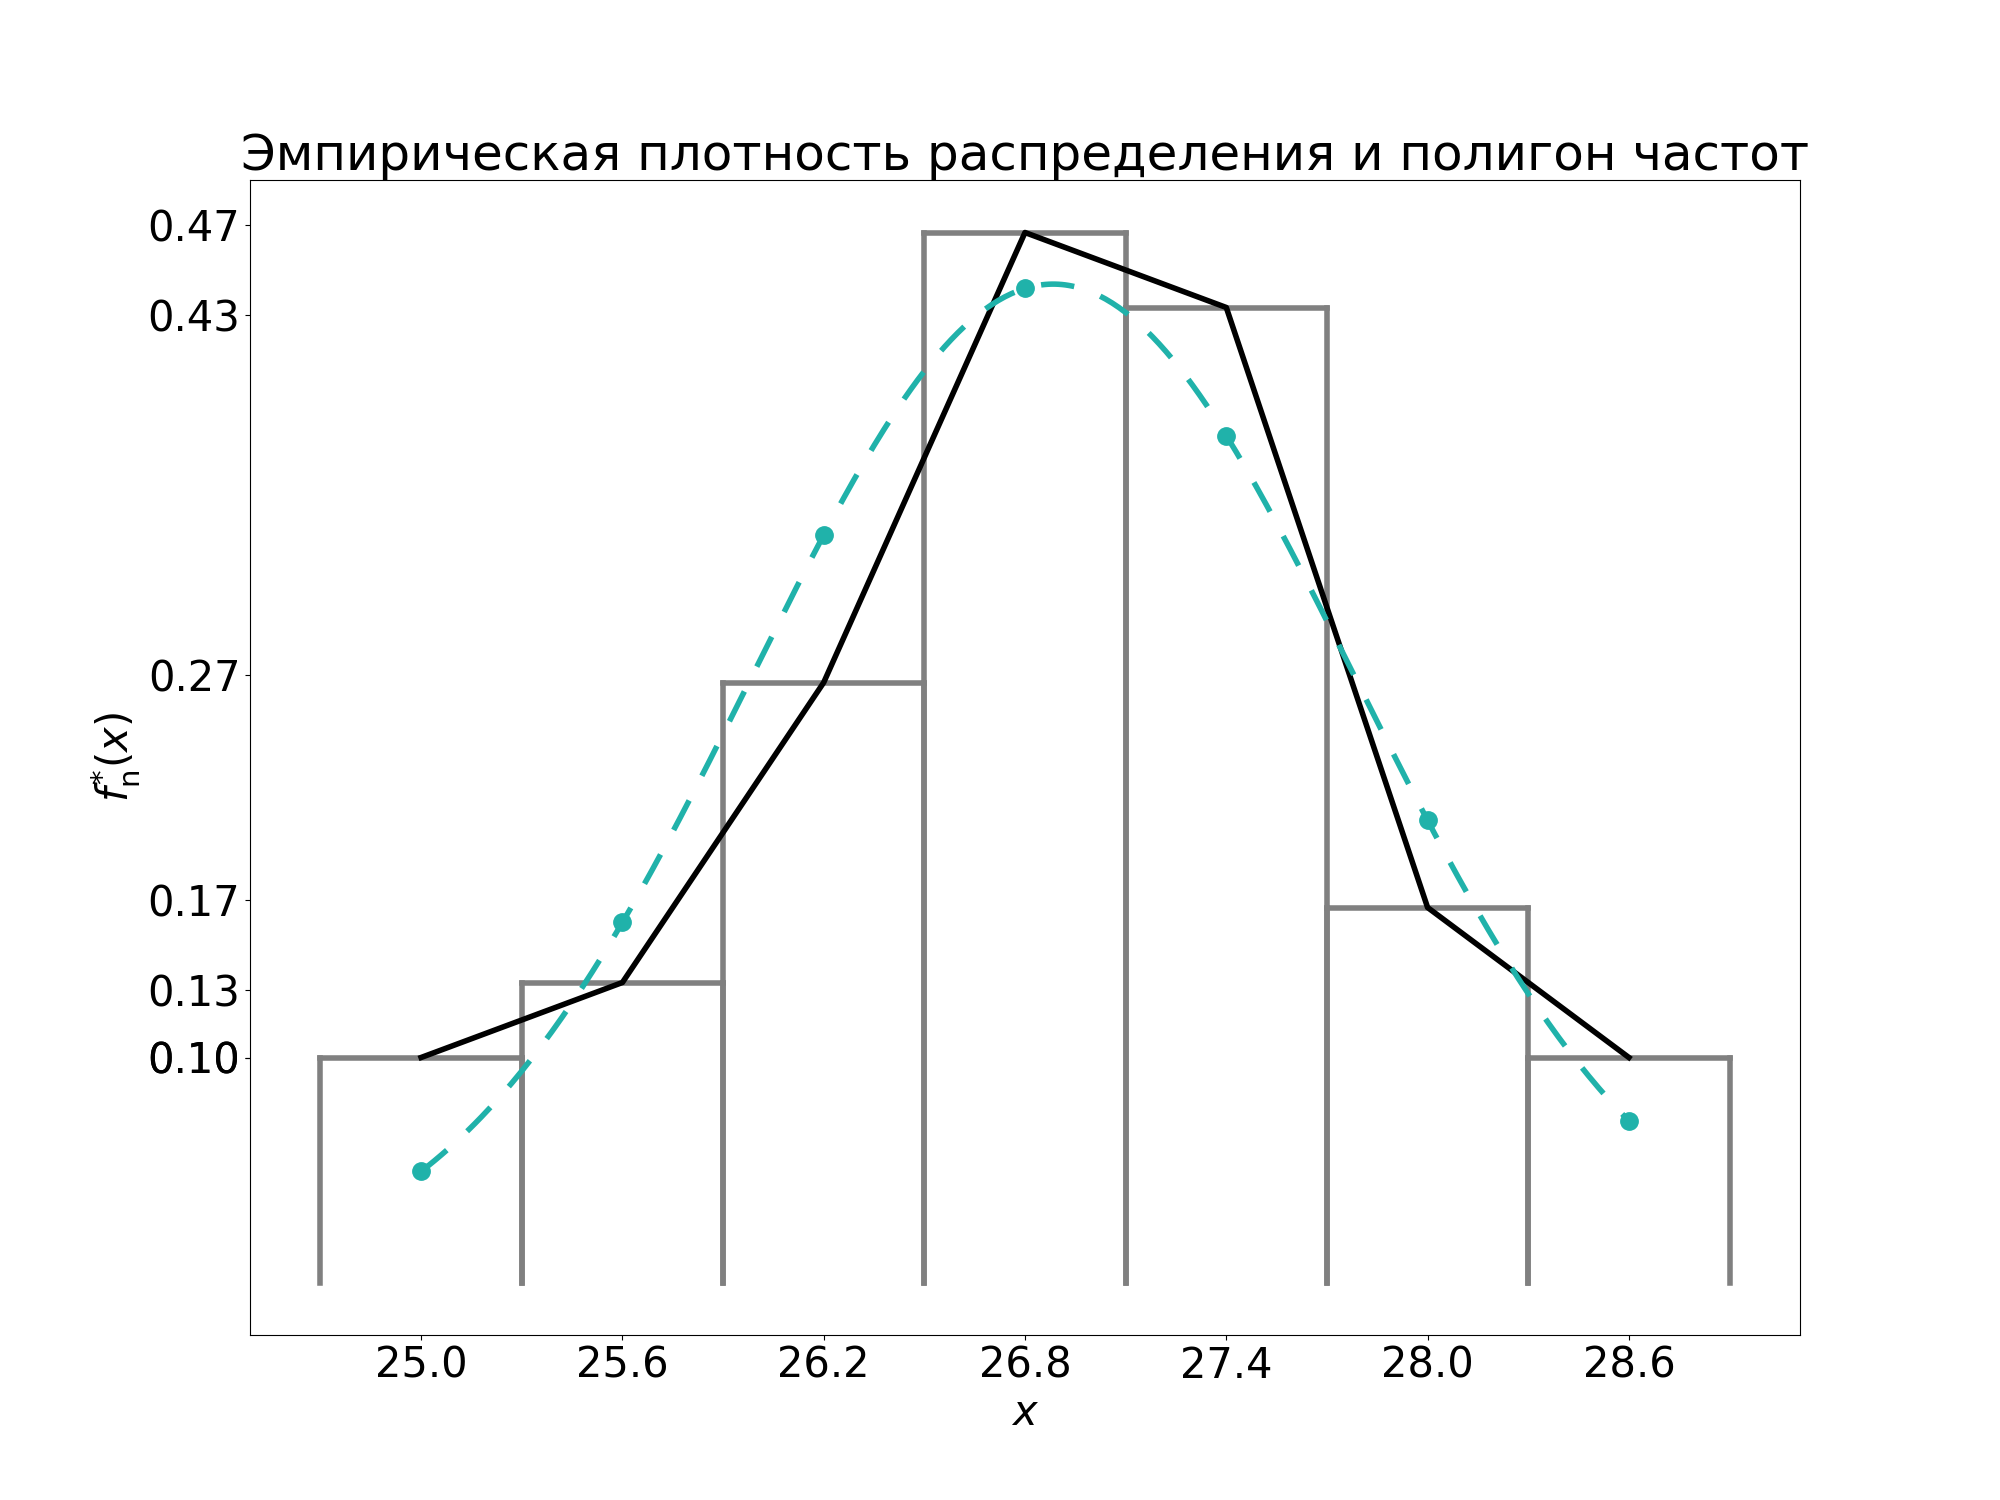 Эмпирическая плотность распределения и полигон частот
0.47
0.43
0.27
0.17
0.13
0.10
f*n(x)
25.0 25.6 26.2 26.8 27.4 28.0 28.6
x